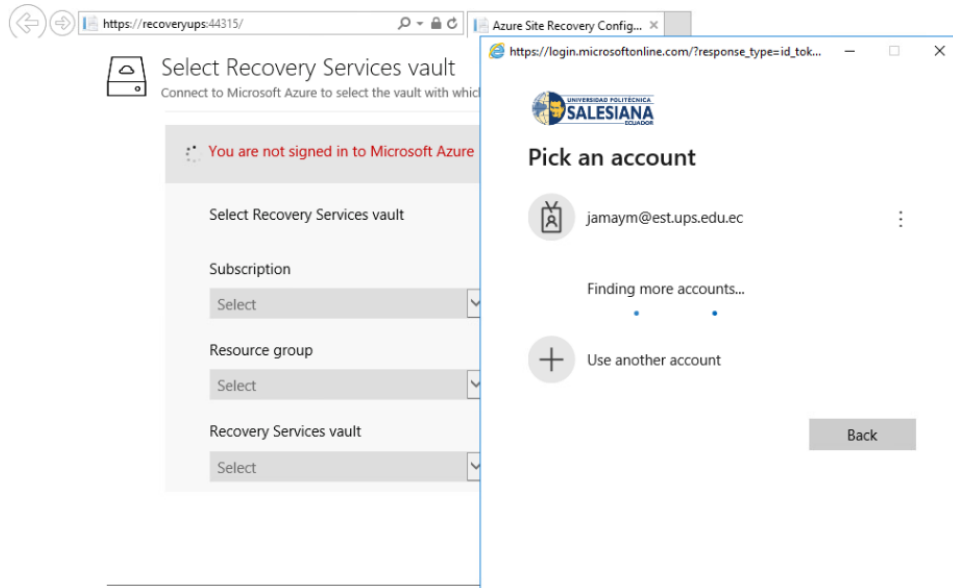 https://recoveryups:44315/
Azure Site Recovery Config...
https://login.microsoftonline.com/?response_type=id_tok...
Select Recovery Services vault
Connect to Microsoft Azure to select the vault with which
You are not signed in to Microsoft Azure
Select Recovery Services vault
Subscription
Select
Resource group
Select
Recovery Services vault
Select
UNIVERSIDAD POLITÉCNICA
SALESIANA
ECUADOR
Pick an account
jamaym@est.ups.edu.ec
Finding more accounts...
Use another account
Back